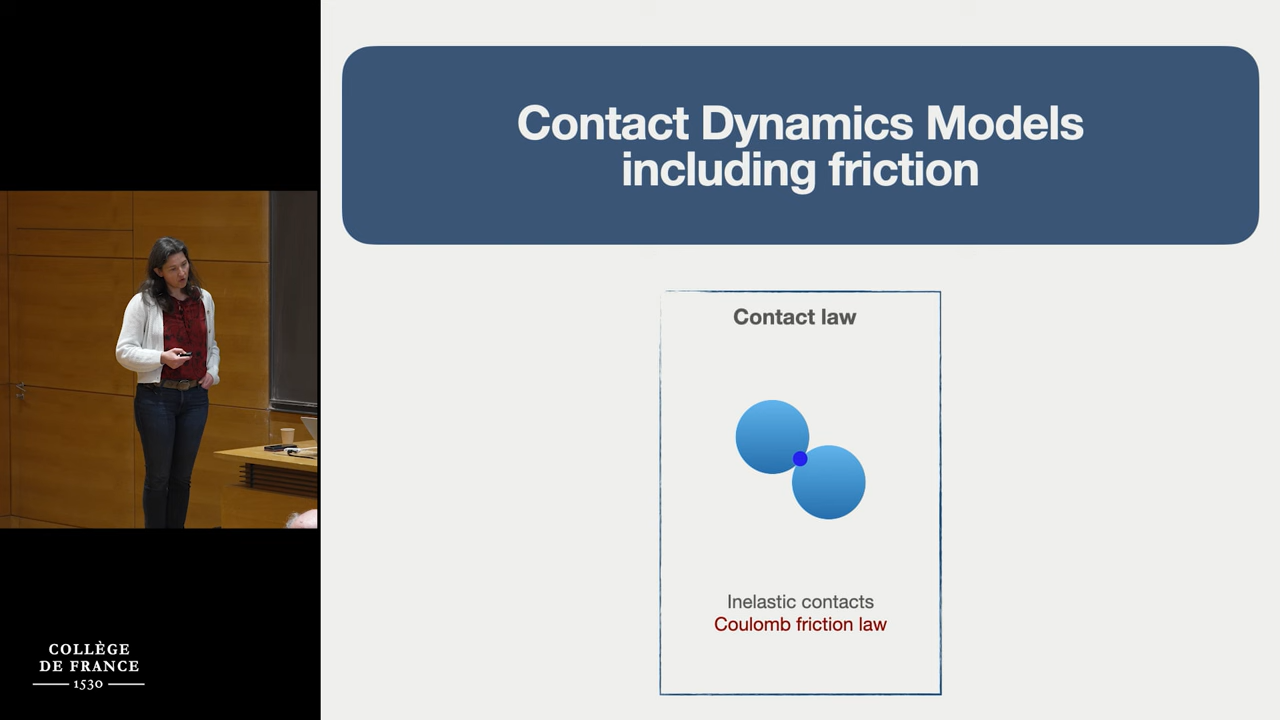 Contact Dynamics Models
including friction
Contact law
Inelastic contacts
Coulomb friction law
COLLÈGE
DE FRANCE
1530